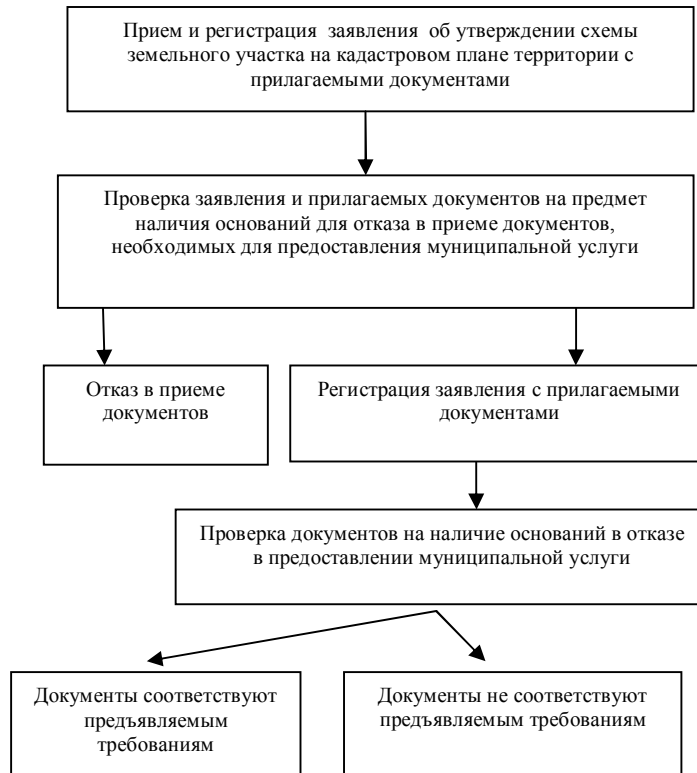 Прием и регистрация  заявления  об утверждении схемы
земельного участка на кадастровом плане территории с
прилагаемыми документами
Проверка заявления и прилагаемых документов на предмет
наличия оснований для отказа в приеме документов,
необходимых для предоставления муниципальной услуги
Отказ в приеме
документов
Регистрация заявления с прилагаемыми
документами
Проверка документов на наличие оснований в отказе
в предоставлении муниципальной услуги
Документы соответствуют
предъявляемым
требованиям
Документы не соответствуют
предъявляемым требованиям